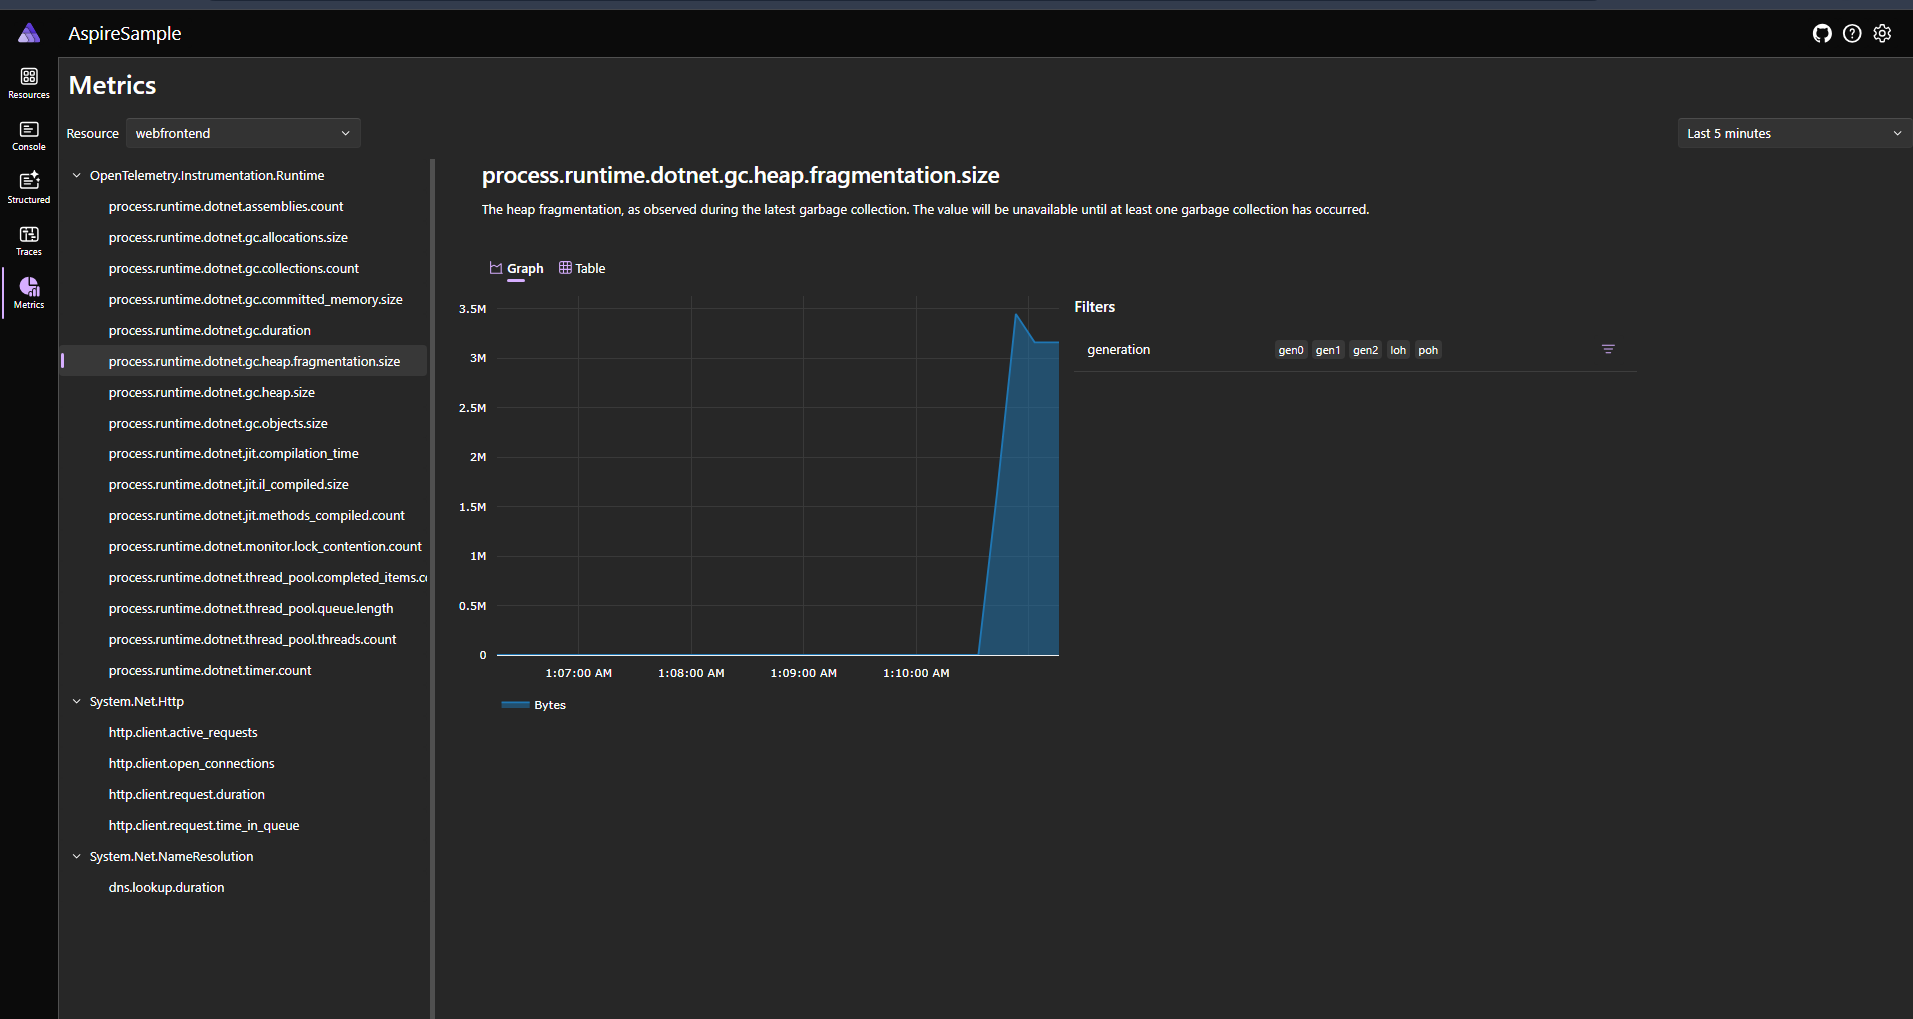 AspireSample
Resources
Console
Structured
Traces
Metrics
Metrics
Resource webfrontend
Last 5 minutes
OpenTelemetry.Instrumentation.Runtime
process.runtime.dotnet.assemblies.count
process.runtime.dotnet.gc.allocations.size
process.runtime.dotnet.gc.collections.count
process.runtime.dotnet.gc.committed_memory.size
process.runtime.dotnet.gc.duration
process.runtime.dotnet.gc.heap.fragmentation.size
process.runtime.dotnet.gc.heap.size
process.runtime.dotnet.gc.objects.size
process.runtime.dotnet.jit.compilation_time
process.runtime.dotnet.jit.il_compiled.size
process.runtime.dotnet.jit.methods_compiled.count
process.runtime.dotnet.monitor.lock_contention.count
process.runtime.dotnet.thread_pool.completed_items.c
process.runtime.dotnet.thread_pool.queue.length
process.runtime.dotnet.thread_pool.threads.count
process.runtime.dotnet.timer.count
System.Net.Http
http.client.active_requests
http.client.open_connections
http.client.request.duration
http.client.request.time_in_queue
System.Net.NameResolution
dns.lookup.duration
process.runtime.dotnet.gc.heap.fragmentation.size
The heap fragmentation, as observed during the latest garbage collection. The value will be unavailable until at least one garbage collection has occurred.
Graph Table
3.5M
3M
2.5M
2M
1.5M
1M
0.5M
0
1:07:00 AM 1:08:00 AM 1:09:00 AM 1:10:00 AM
Bytes
Filters
generation gen0 gen1 gen2 loh poh